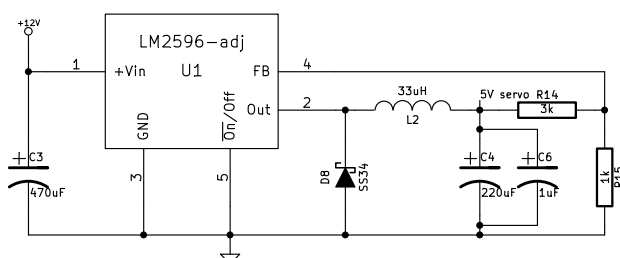 +12V
LM2596-adj
U1
1
+Vin
FB
4
Out
2
GND
On/Off
3
5
C3
470uF
33uH
L2
5V servo
R14
3k
D8
SS34
C4
220uF
C6
1uF
1k